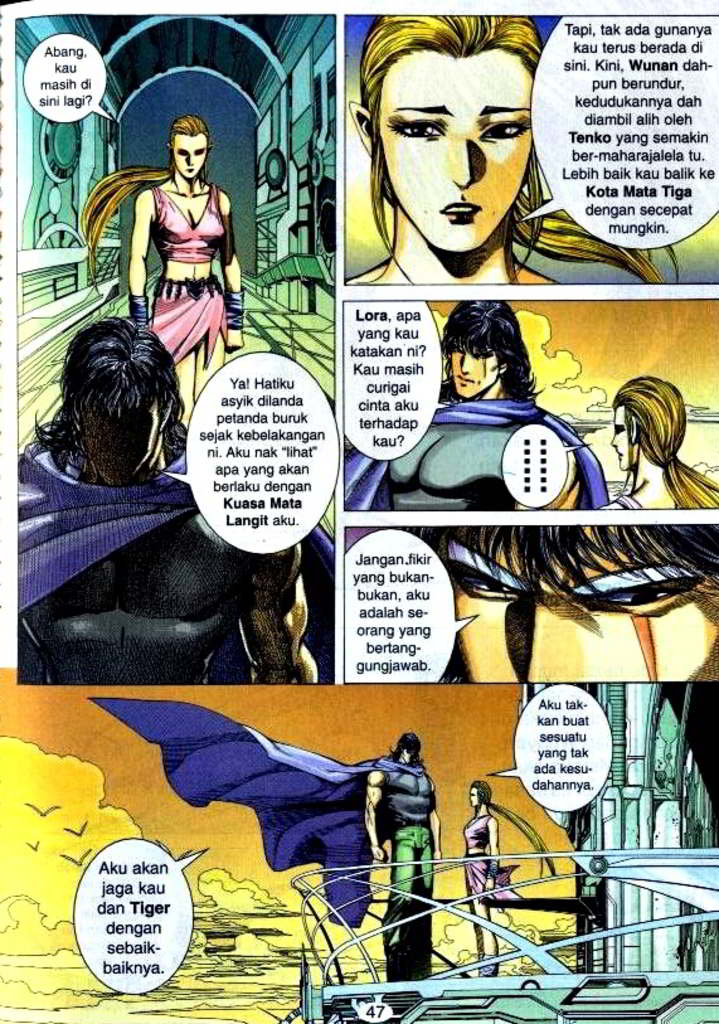 Abang,
kau
masih di
sini lagi?
Ya! Hatiku
asyik dilanda
petanda buruk
sejak kebelakangan
ni. Aku nak “lihat”
apa yang akan
berlaku dengan
Kuasa Mata
Langit aku.
Tapi, tak ada gunanya
kau terus berada di
sini. Kini, Wunan dah-
pun berundur,
kedudukannya dah
diambil alih oleh
Tenko yang semakin
ber-maharajalela tu.
Lebih baik kau balik ke
Kota Mata Tiga
dengan secepat
mungkin.
Lora, apa
yang kau
katakan ni?
Kau masih
curigai
cinta aku
terhadap
kau?
Jangan fikir
yang bukan-
bukan, aku
adalah se-
orang yang
bertang-
gungjawab.
Aku tak-
kan buat
sesuatu
yang tak
ada kesu-
dahannya.
Aku akan
jaga kau
dan Tiger
dengan
sebaik-
baiknya.
47